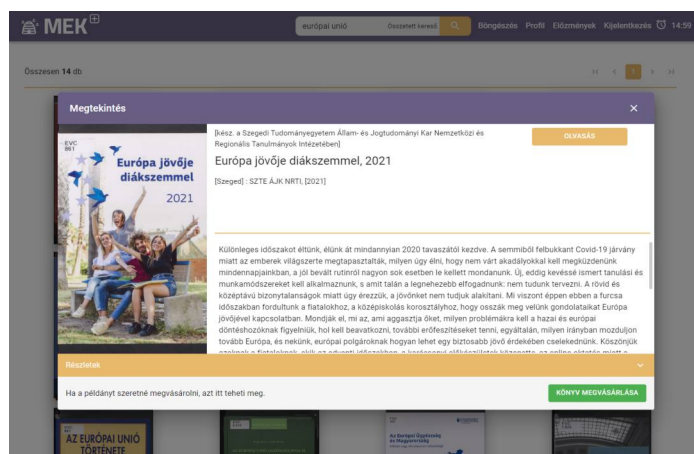 MEK
európai unió
Összetett kereső
Böngészés Profil Előzmények Kijelentkezés 14:59
Összesen 14 db
1
Megtekintés
EVC
861
Európa jövője
diákszemmel
2021
[kész. a Szegedi Tudományegyetem Állam- és Jogtudományi Kar Nemzetközi és
Regionális Tanulmányok Intézetében]
OLVASÁS
Európa jövője diákszemmel, 2021
[Szeged] : SZTE ÁJK NRTI, [2021]
Különleges időszakot éltünk, élünk át mindannyian 2020 tavaszától kezdve. A semmiből felbukkant Covid-19 járvány
miatt az emberek világszerte megtapasztalták, milyen úgy élni, hogy nem várt akadályokkal kell megküzdenünk
mindennapjainkban, a jól bevált rutinról nagyon sok esetben le kellett mondanunk. Új, eddig kevéssé ismert tanulási és
munkamódszereket kell alkalmaznunk, s amit talán a legnehezebb elfogadnunk: nem tudunk tervezni. A rövid és
középtávú bizonytalanságok miatt úgy érezzük, a jövőnket nem tudjuk alakítani. Mi viszont éppen ebben a furcsa
időszakban fordultunk a fiatalokhoz, a középiskolás korosztályhoz, hogy osszák meg velünk gondolataikat Európa
jövőjével kapcsolatban. Mondják el, mi az, ami aggasztja őket, milyen problémákra kell a hazai és európai
döntéshozóknak figyelniük, hol kell beavatkozni, további erőfeszítéseket tenni, egyáltalán, milyen irányban mozduljon
tovább Európa, és nekünk, európai polgároknak hogyan lehet egy biztosabb jövő érdekében cselekednünk. Köszönjük
Részletek
Ha a példányt szeretné megvásárolni, azt itt teheti meg.
KÖNYV MEGVÁSÁRLÁSA
AZ EURÓPAI UNIÓ
TÖRTÉNETE
Az Európai Ügyészség
és Magyarország